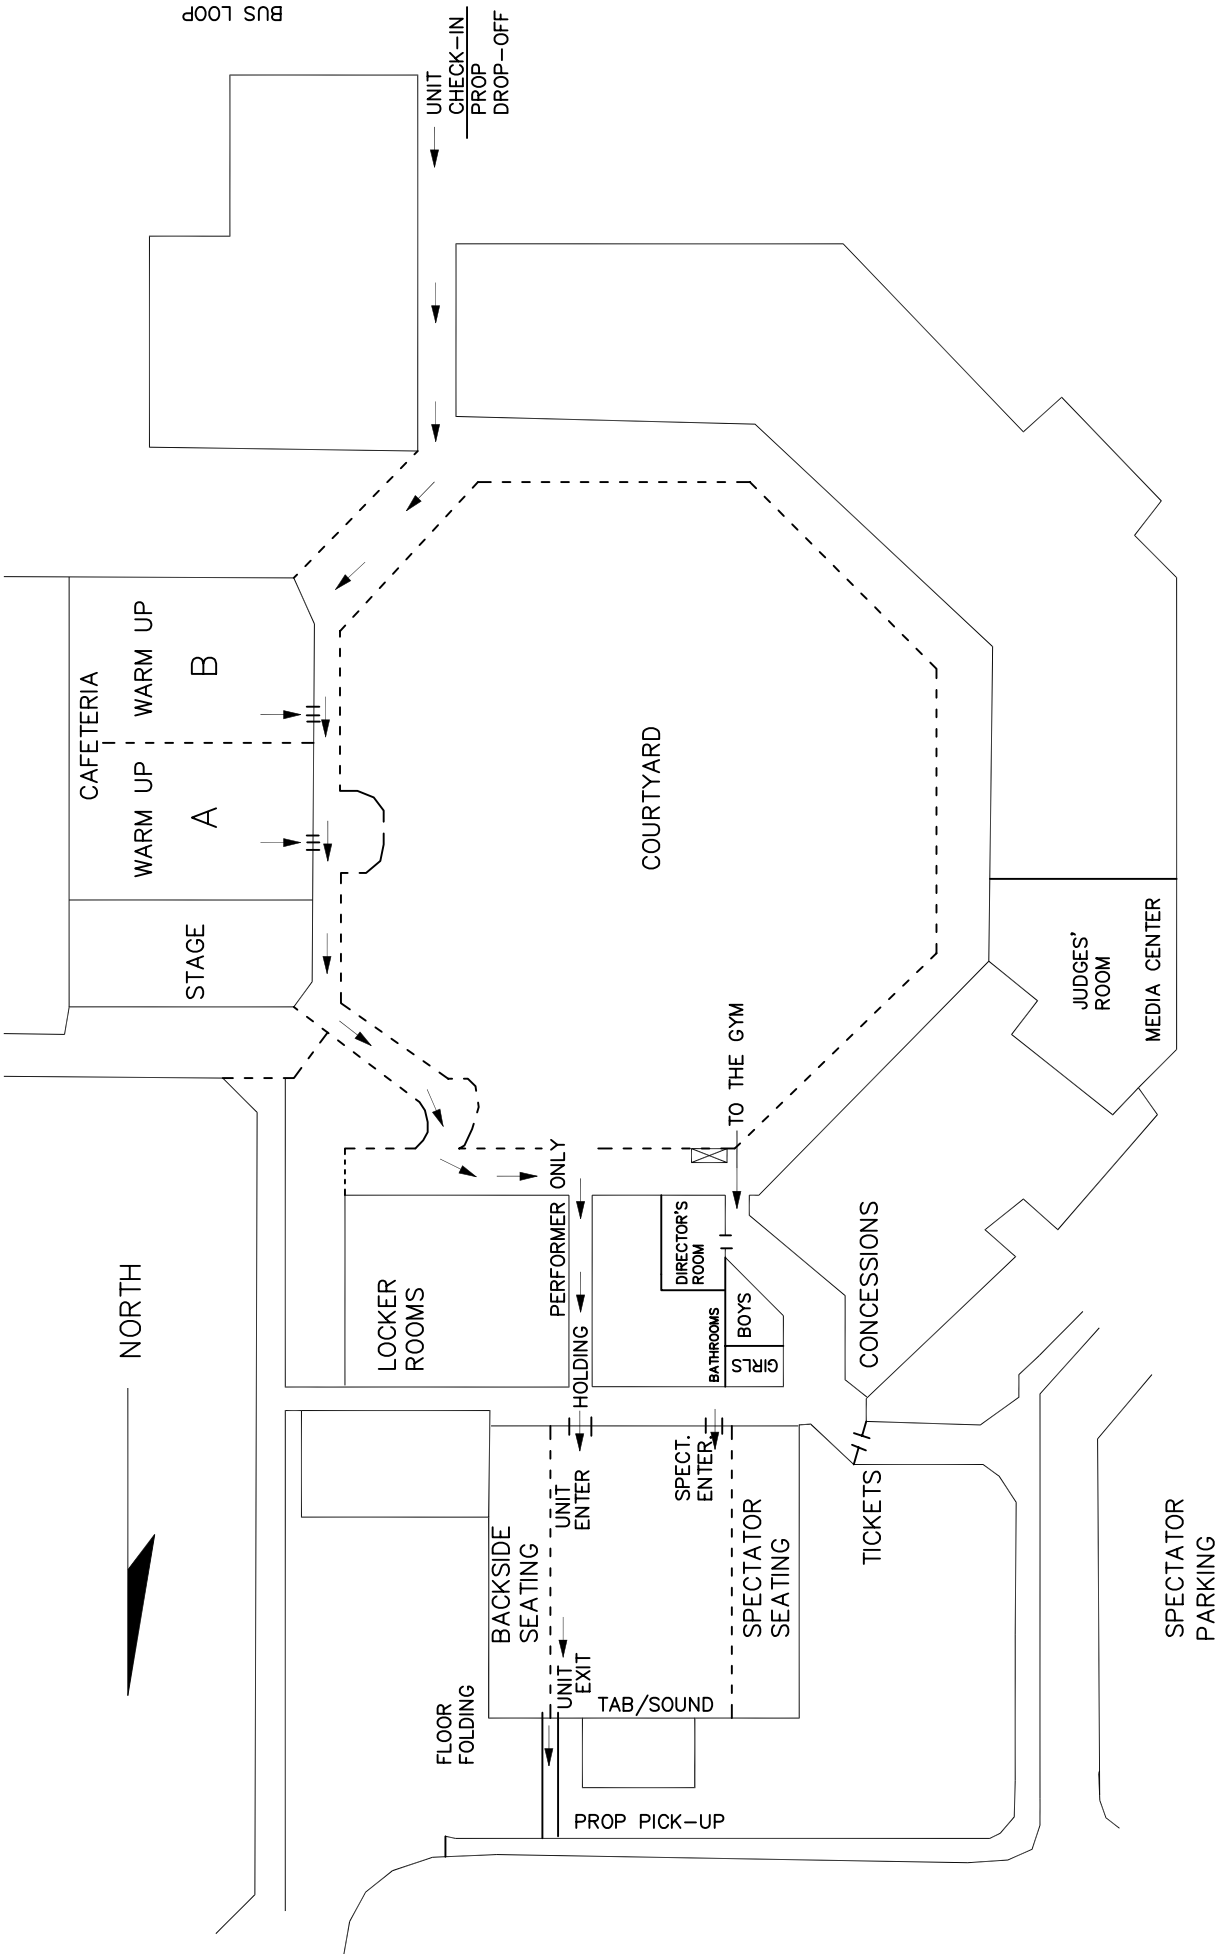 BUS LOOP
UNIT
CHECK-IN
PROP
DROP-OFF
CAFETERIA
WARM UP
B
WARM UP
A
STAGE
COURTYARD
JUDGES'
ROOM
MEDIA CENTER
TO THE GYM
PERFORMER ONLY
DIRECTOR'S
ROOM
NORTH
LOCKER
ROOMS
HOLDING
BATHROOMS
BOYS
GIRLS
CONCESSIONS
UNIT
ENTER
SPECT.
ENTER.
BACKSIDE
SEATING
SPECTATOR
SEATING
TICKETS
SPECTATOR
PARKING
UNIT
EXIT
TAB/SOUND
FLOOR
FOLDING
PROP PICK-UP